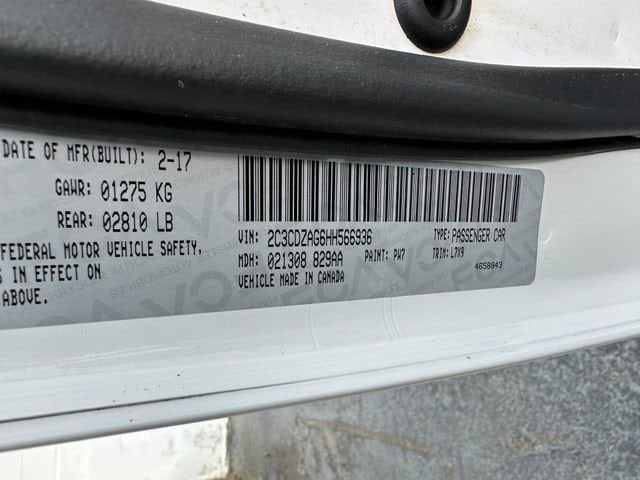 DATE OF MFR(BUILT): 2-17
GAWR: 01275 KG
REAR: 02810 LB
FEDERAL MOTOR VEHICLE SAFETY,
S IN EFFECT ON
ABOVE.
VIN: 2C3CDZAG6HH566936 TYPE: PASSENGER CAR
MDH: 021308 829AA PAINT: PW7 TRIM: L7X9
VEHICLE MADE IN CANADA 4658843